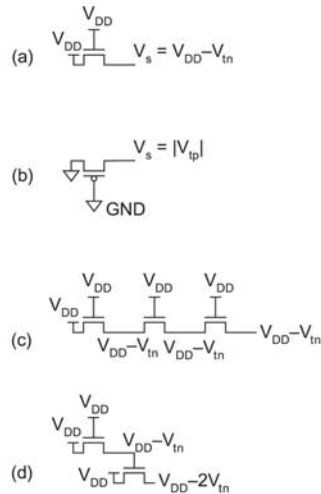 V_DD
V_DD
(a)
V_s = V_DD–V_tn
V_s = |V_tp|
(b)
GND
V_DD V_DD V_DD
V_DD
(c)
V_DD–V_tn
V_DD–V_tn V_DD–V_tn
V_DD
V_DD
V_DD–V_tn
(d)
V_DD
V_DD–2V_tn